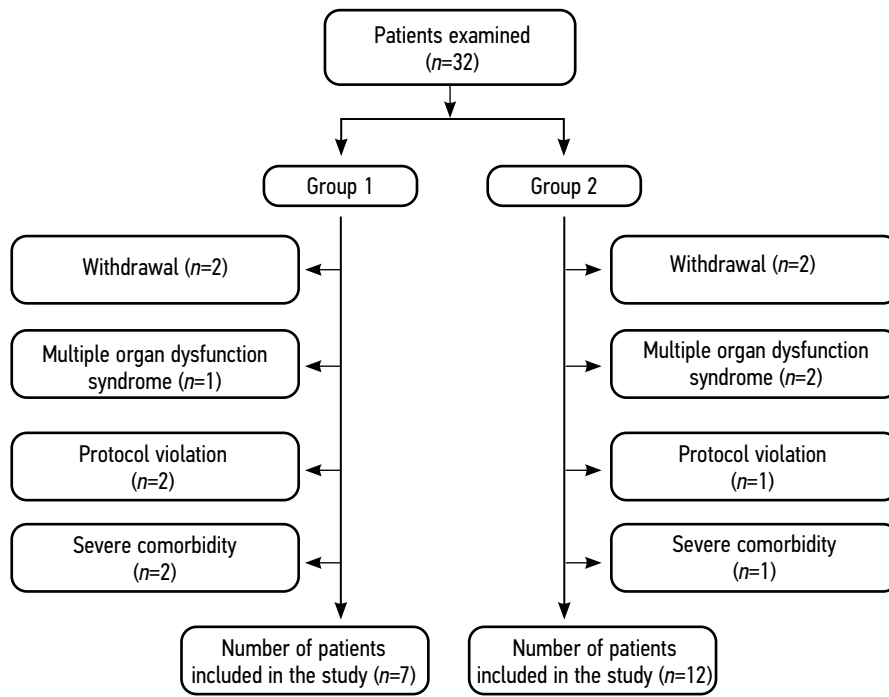 Patients examined
(n=32)
Group 1
Group 2
Withdrawal (n=2)
Withdrawal (n=2)
Multiple organ dysfunction
syndrome (n=1)
Multiple organ dysfunction
syndrome (n=2)
Protocol violation
(n=2)
Protocol violation
(n=1)
Severe comorbidity
(n=2)
Severe comorbidity
(n=1)
Number of patients
included in the study (n=7)
Number of patients
included in the study (n=12)